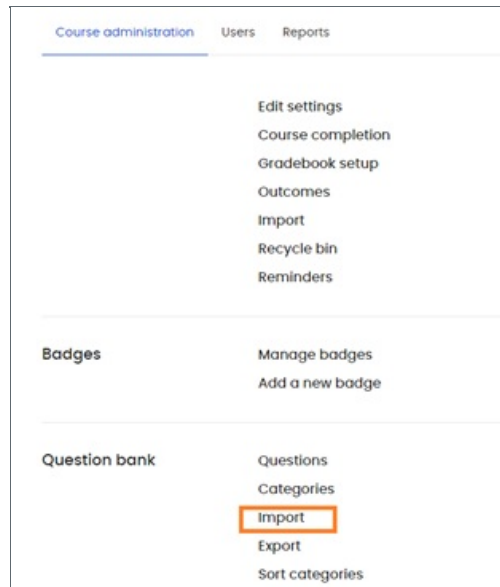 Course administration Users Reports
Edit settings
Course completion
Gradebook setup
Outcomes
Import
Recycle bin
Reminders
Badges Manage badges
Add a new badge
Question bank Questions
Categories
Import
Export
Sort categories